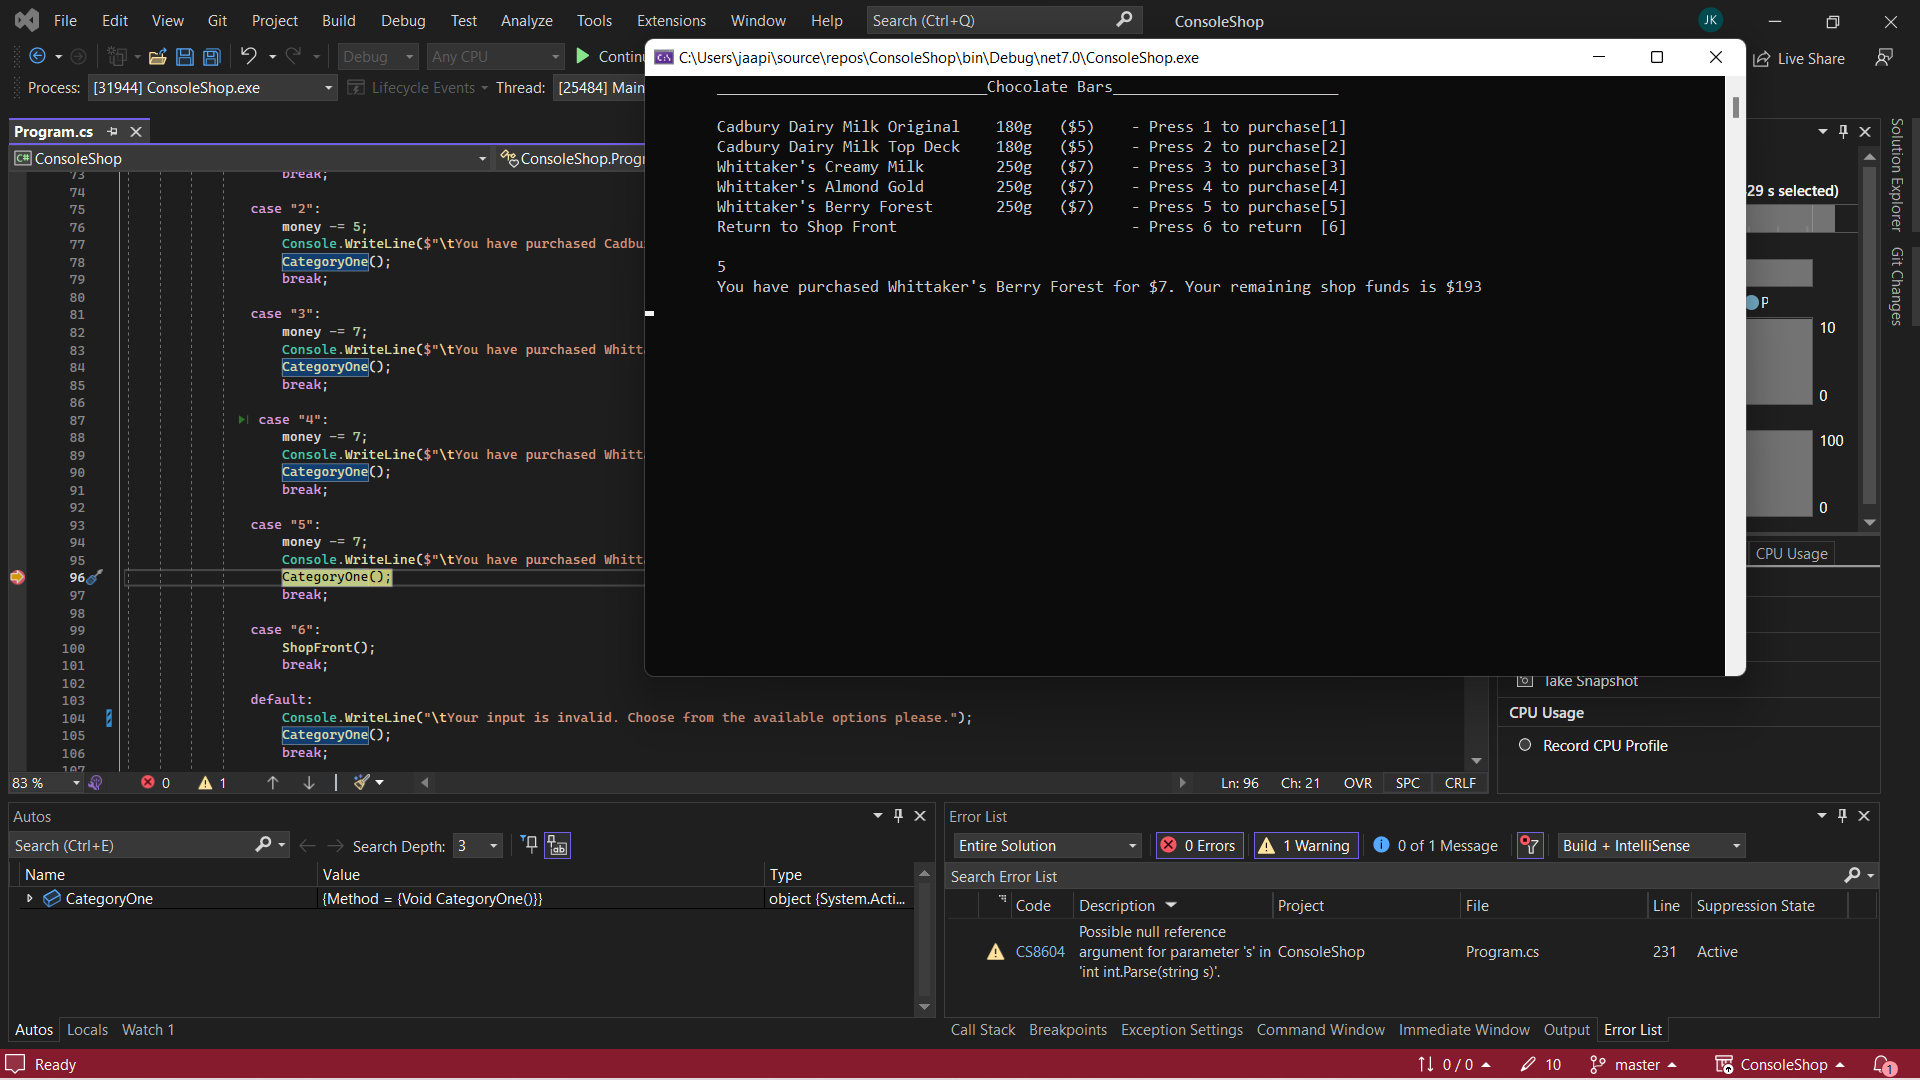 File Edit View Git Project Build Debug Test Analyze Tools Extensions Window Help Search (Ctrl+Q) ConsoleShop JK
Debug Any CPU Continu Live Share
Process: [31944] ConsoleShop.exe Lifecycle Events Thread: [25484] Main
C:\Users\jaapi\source\repos\ConsoleShop\bin\Debug\net7.0\ConsoleShop.exe
______________________________Chocolate Bars_________________________
Cadbury Dairy Milk Original 180g ($5) - Press 1 to purchase[1]
Cadbury Dairy Milk Top Deck 180g ($5) - Press 2 to purchase[2]
Whittaker's Creamy Milk 250g ($7) - Press 3 to purchase[3]
Whittaker's Almond Gold 250g ($7) - Press 4 to purchase[4]
Whittaker's Berry Forest 250g ($7) - Press 5 to purchase[5]
Return to Shop Front - Press 6 to return [6]
5
You have purchased Whittaker's Berry Forest for $7. Your remaining shop funds is $193
Program.cs
ConsoleShop ConsoleShop.Progr
73 break;
74
75 case "2":
76 money -= 5;
77 Console.WriteLine($"\tYou have purchased Cadbu
78 CategoryOne();
79 break;
80
81 case "3":
82 money -= 7;
83 Console.WriteLine($"\tYou have purchased Whitt
84 CategoryOne();
85 break;
86
87 case "4":
88 money -= 7;
89 Console.WriteLine($"\tYou have purchased Whitt
90 CategoryOne();
91 break;
92
93 case "5":
94 money -= 7;
95 Console.WriteLine($"\tYou have purchased Whitt
96 CategoryOne();
97 break;
98
99 case "6":
100 ShopFront();
101 break;
102
103 default:
104 Console.WriteLine("\tYour input is invalid. Choose from the available options please.");
105 CategoryOne();
106 break;
107
83 % 0 1 Ln: 96 Ch: 21 OVR SPC CRLF
29 s selected)
P
10
0
100
0
CPU Usage
Take Snapshot
CPU Usage
Record CPU Profile
Solution Explorer
Git Changes
Autos
Search (Ctrl+E) Search Depth: 3
Name Value Type
CategoryOne {Method = {Void CategoryOne()}} object {System.Acti...
Autos Locals Watch 1
Error List
Entire Solution 0 Errors 1 Warning 0 of 1 Message Build + IntelliSense
Search Error List
Code Description Project File Line Suppression State
CS8604 Possible null reference
argument for parameter 's' in ConsoleShop Program.cs 231 Active
'int int.Parse(string s)'.
Call Stack Breakpoints Exception Settings Command Window Immediate Window Output Error List
Ready 0 / 0 10 master ConsoleShop 1